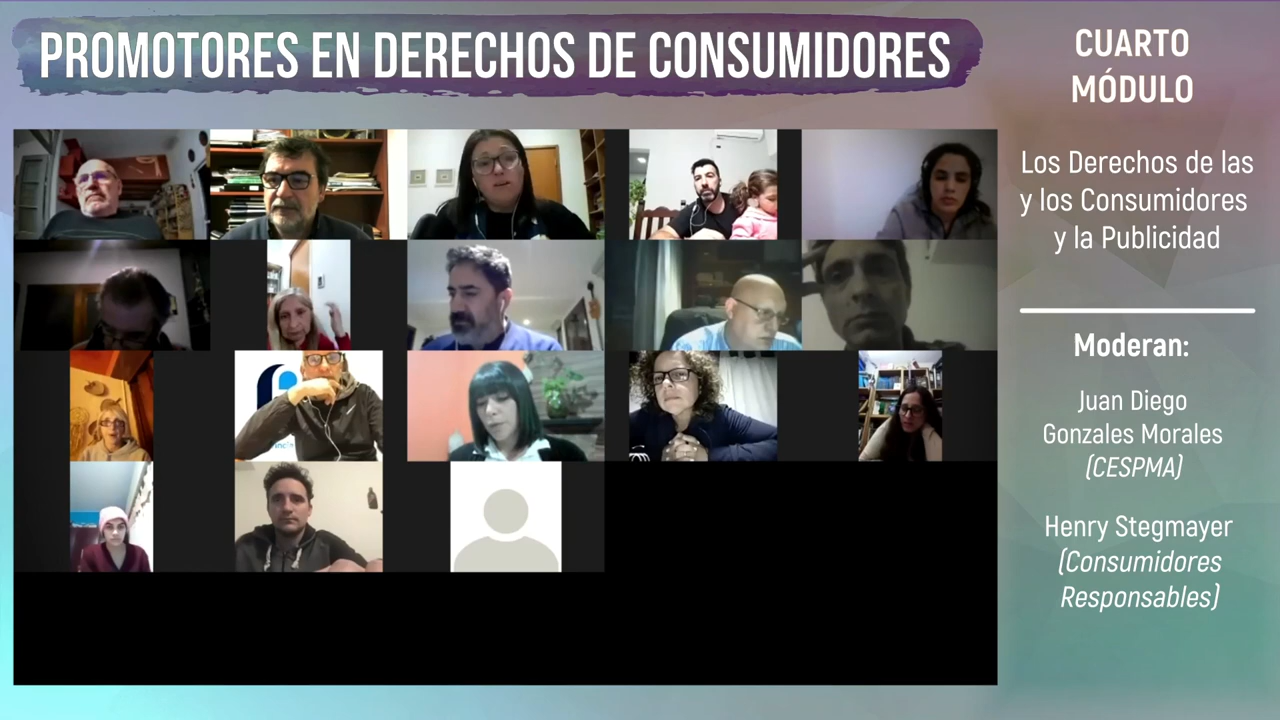 PROMOTORES EN DERECHOS DE CONSUMIDORES
CUARTO
MÓDULO
Los Derechos de las
y los Consumidores
y la Publicidad
Moderan:
Juan Diego
Gonzales Morales
(CESPMA)
Henry Stegmayer
(Consumidores
Responsables)